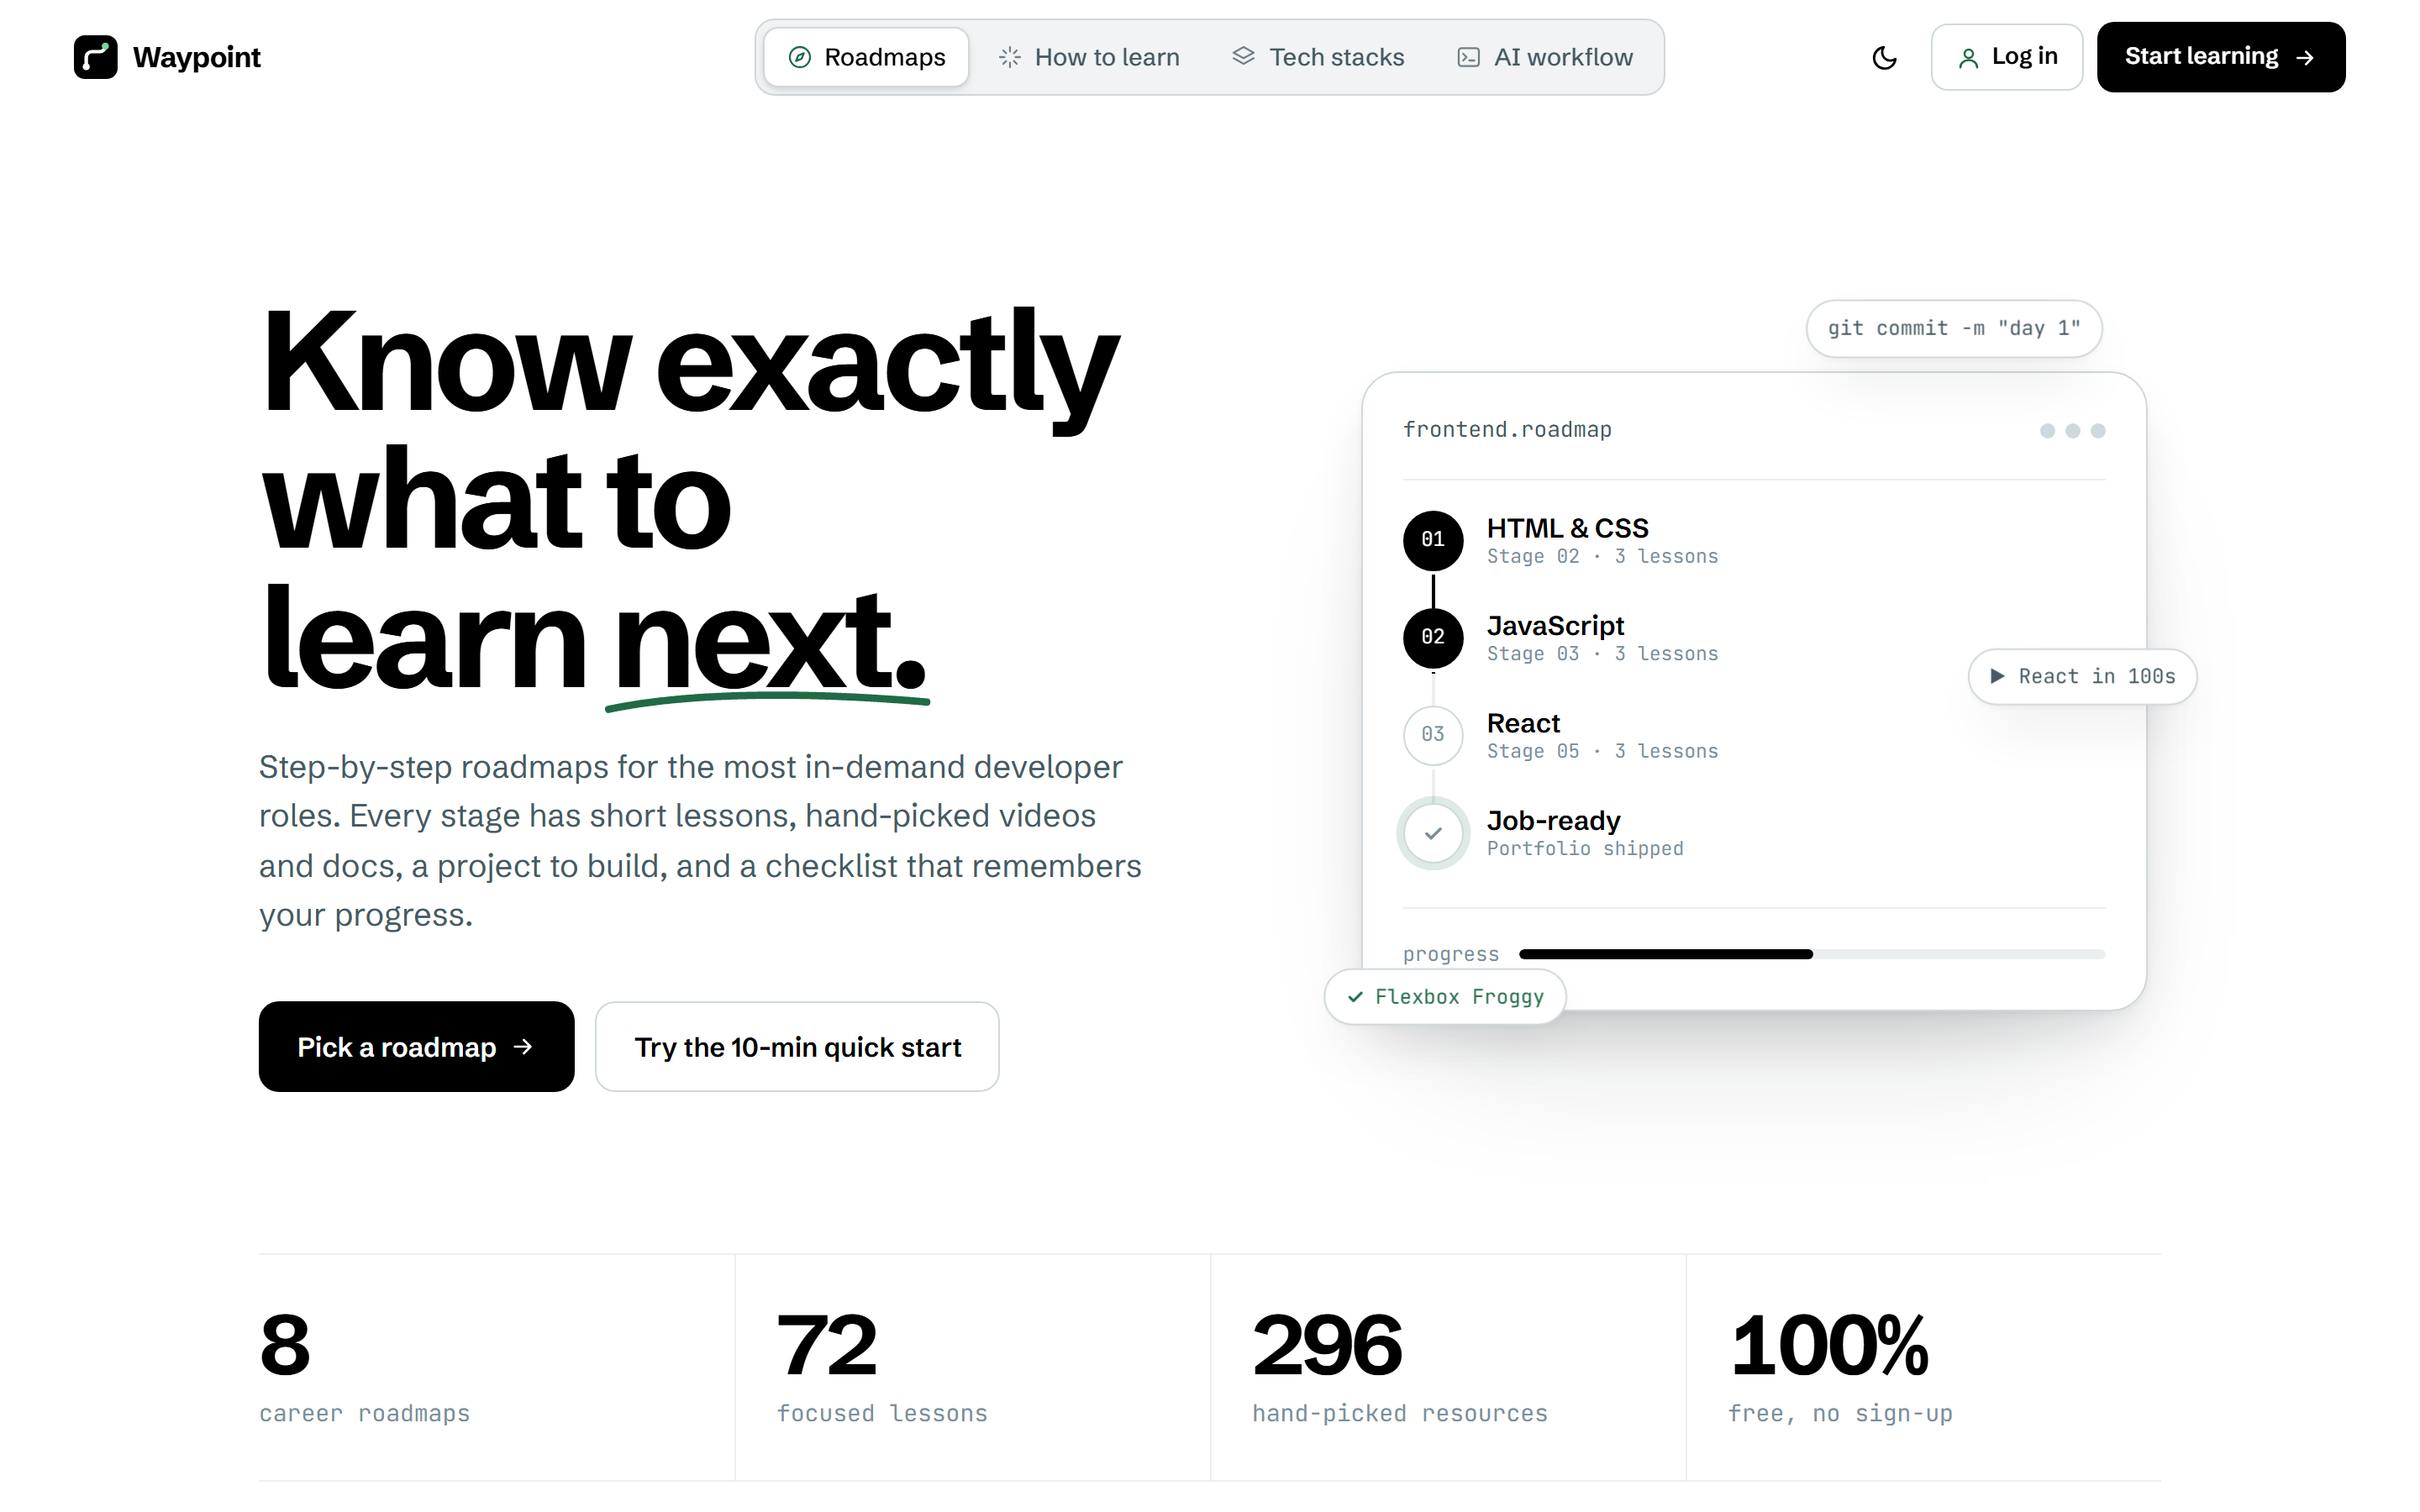 Waypoint
Roadmaps
How to learn
Tech stacks
AI workflow
Log in
Start learning →
Know exactly
what to
learn next.
Step-by-step roadmaps for the most in-demand developer
roles. Every stage has short lessons, hand-picked videos
and docs, a project to build, and a checklist that remembers
your progress.
Pick a roadmap →
Try the 10-min quick start
git commit -m "day 1"
frontend.roadmap
01
HTML & CSS
Stage 02 · 3 lessons
02
JavaScript
Stage 03 · 3 lessons
▶ React in 100s
03
React
Stage 05 · 3 lessons
✓
Job-ready
Portfolio shipped
progress
✓ Flexbox Froggy
8
career roadmaps
72
focused lessons
296
hand-picked resources
100%
free, no sign-up